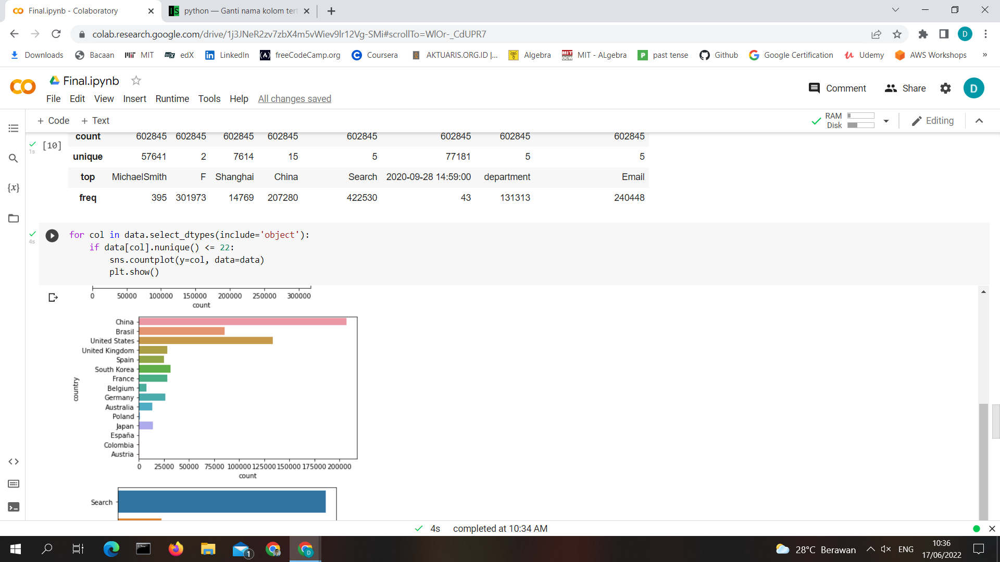 Final.ipynb - Colaboratory
python — Ganti nama kolom tert
colab.research.google.com/drive/1j3JNeR2zv7zbX4m5vWiev9lr12Vg-SMi#scrollTo=WlOr-_CdUPR7
D
Downloads Bacaan MIT edX LinkedIn freeCodeCamp.org Coursera AKTUARIS.ORG.ID |... Algebra MIT - ALgebra past tense Github Google Certification Udemy AWS Workshops »
Final.ipynb
Comment Share D
File Edit View Insert Runtime Tools Help All changes saved
+ Code + Text
RAM
Disk
Editing
[10]
1s
count 602845 602845 602845 602845 602845 602845 602845 602845
unique 57641 2 7614 15 5 77181 5 5
top MichaelSmith F Shanghai China Search 2020-09-28 14:59:00 department Email
freq 395 301973 14769 207280 422530 43 131313 240448
4s
for col in data.select_dtypes(include='object'):
if data[col].nunique() <= 22:
sns.countplot(y=col, data=data)
plt.show()
0 50000 100000 150000 200000 250000 300000
count
country
China
Brasil
United States
United Kingdom
Spain
South Korea
France
Belgium
Germany
Australia
Poland
Japan
España
Colombia
Austria
0 25000 50000 75000 100000 125000 150000 175000 200000
count
Search
4s completed at 10:34 AM
1
D
28°C Berawan
ENG
10:36
17/06/2022